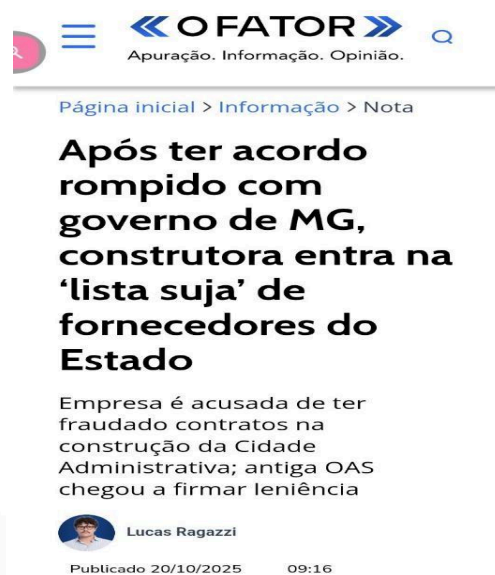 O FATOR
Apuração. Informação. Opinião.
Página inicial > Informação > Nota
Após ter acordo
rompido com
governo de MG,
construtora entra na
‘lista suja’ de
fornecedores do
Estado
Empresa é acusada de ter
fraudado contratos na
construção da Cidade
Administrativa; antiga OAS
chegou a firmar leniência
Lucas Ragazzi
Publicado 20/10/2025 09:16